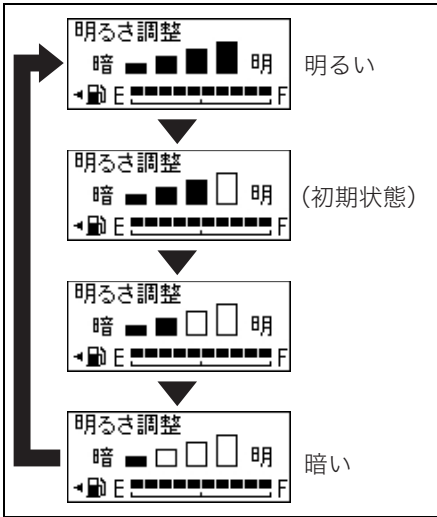 明るさ調整
暗 明 明るい
E F
明るさ調整
暗 明 (初期状態)
E F
明るさ調整
暗 明
E F
明るさ調整
暗 明 暗い
E F